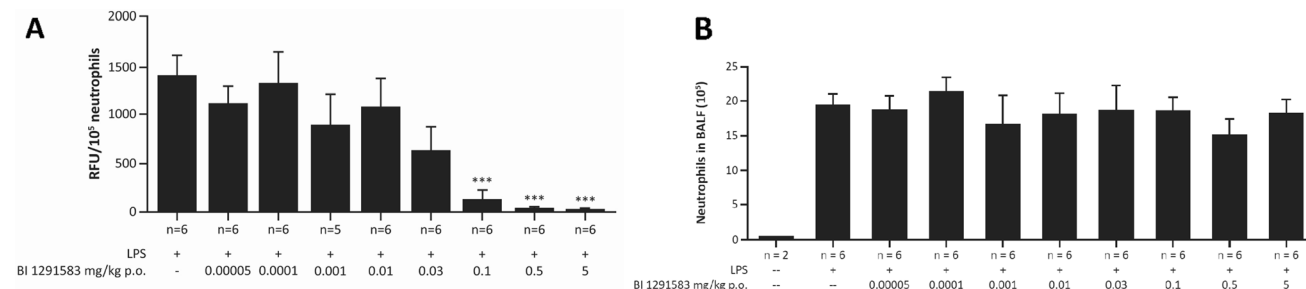 A
RFU/10⁵ neutrophils
2000
1500
1000
500
0
***
***
***
n=6 n=6 n=6 n=5 n=6 n=6 n=6 n=6 n=6
LPS + + + + + + + + +
BI 1291583 mg/kg p.o. - 0.00005 0.0001 0.001 0.01 0.03 0.1 0.5 5
B
Neutrophils in BALF (10⁵)
25
20
15
10
5
0
n = 2 n = 6 n = 6 n = 6 n = 6 n = 6 n = 6 n = 6 n = 6 n = 6
LPS -- + + + + + + + + +
BI 1291583 mg/kg p.o. -- -- 0.00005 0.0001 0.001 0.01 0.03 0.1 0.5 5